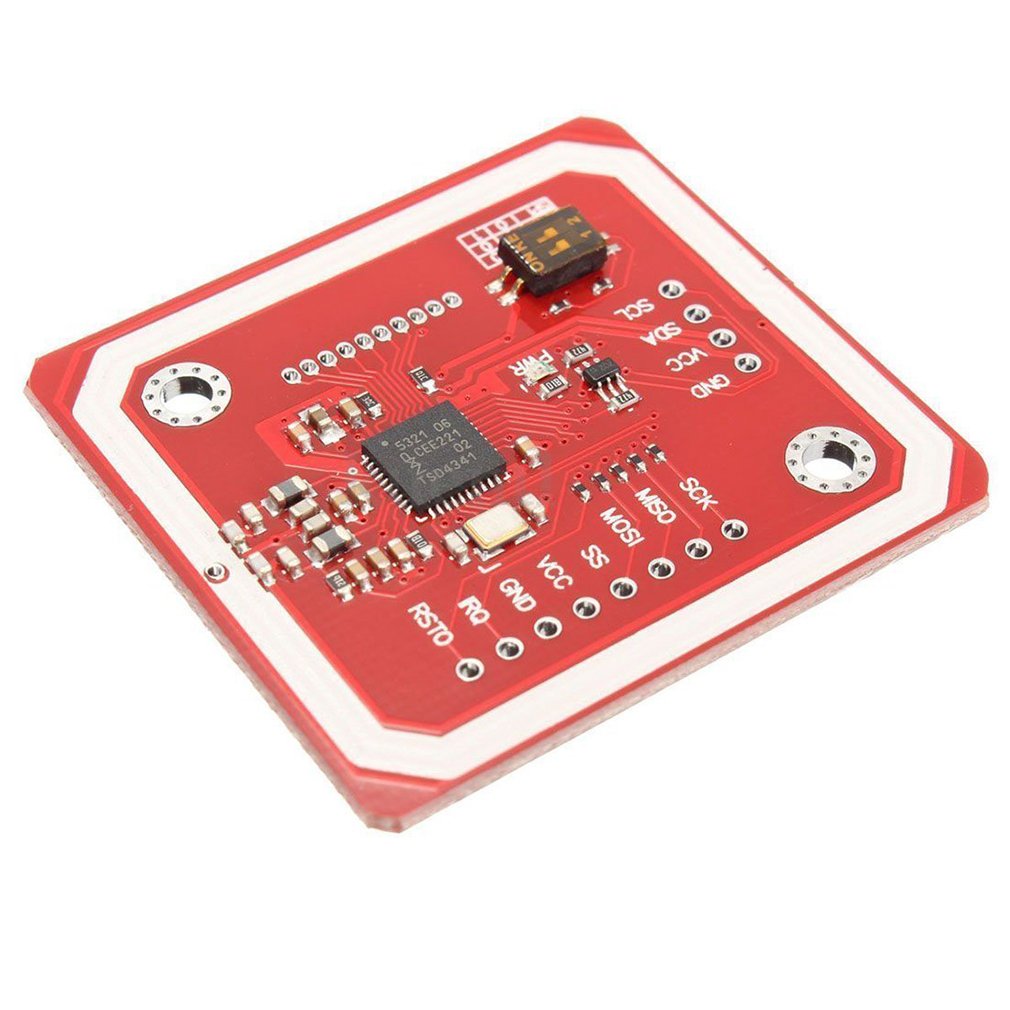 ON KE
1 2
SCL
SDA
VCC
GND
PWR
5321 06
CEE221
02
TSD4341
SCK
MISO
MOSI
SS
VCC
GND
IRQ
RSTO